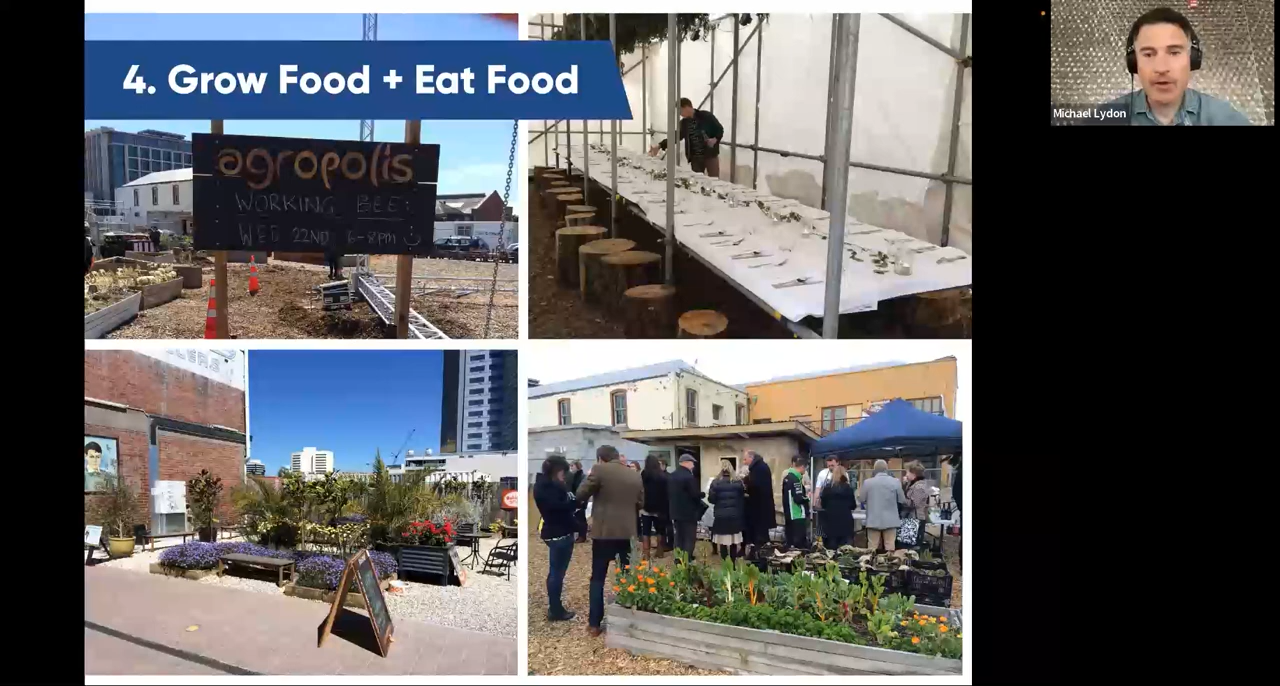 4. Grow Food + Eat Food
agropolis
WORKING BEE:
WED 22ND 6-8pm
Michael Lydon